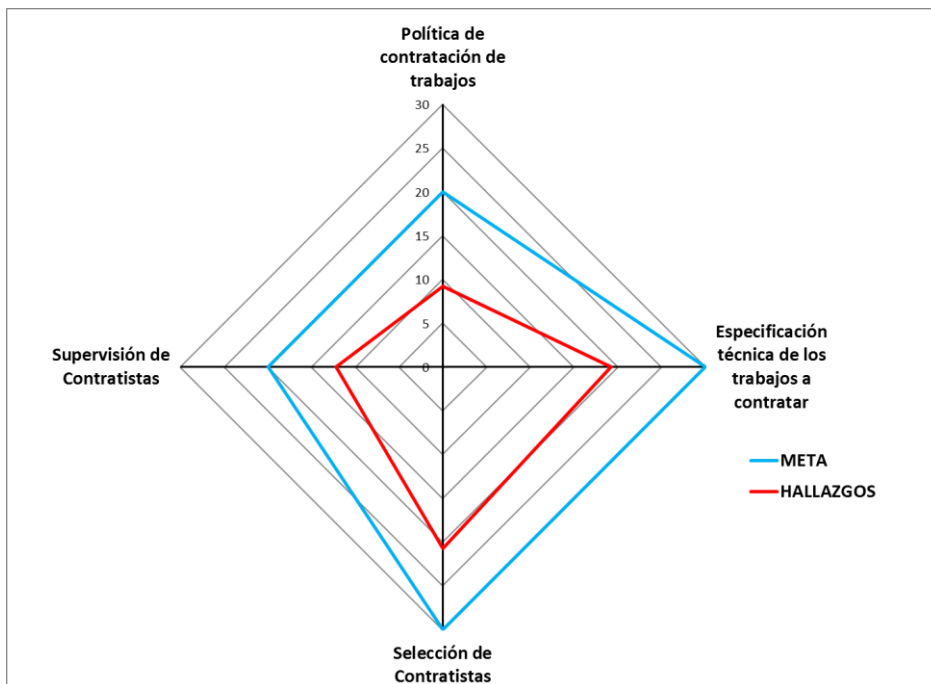 Política de
contratación de
trabajos
30
25
20
15
10
5
0
Especificación
técnica de los
trabajos a
contratar
Supervisión de
Contratistas
META
HALLAZGOS
Selección de
Contratistas